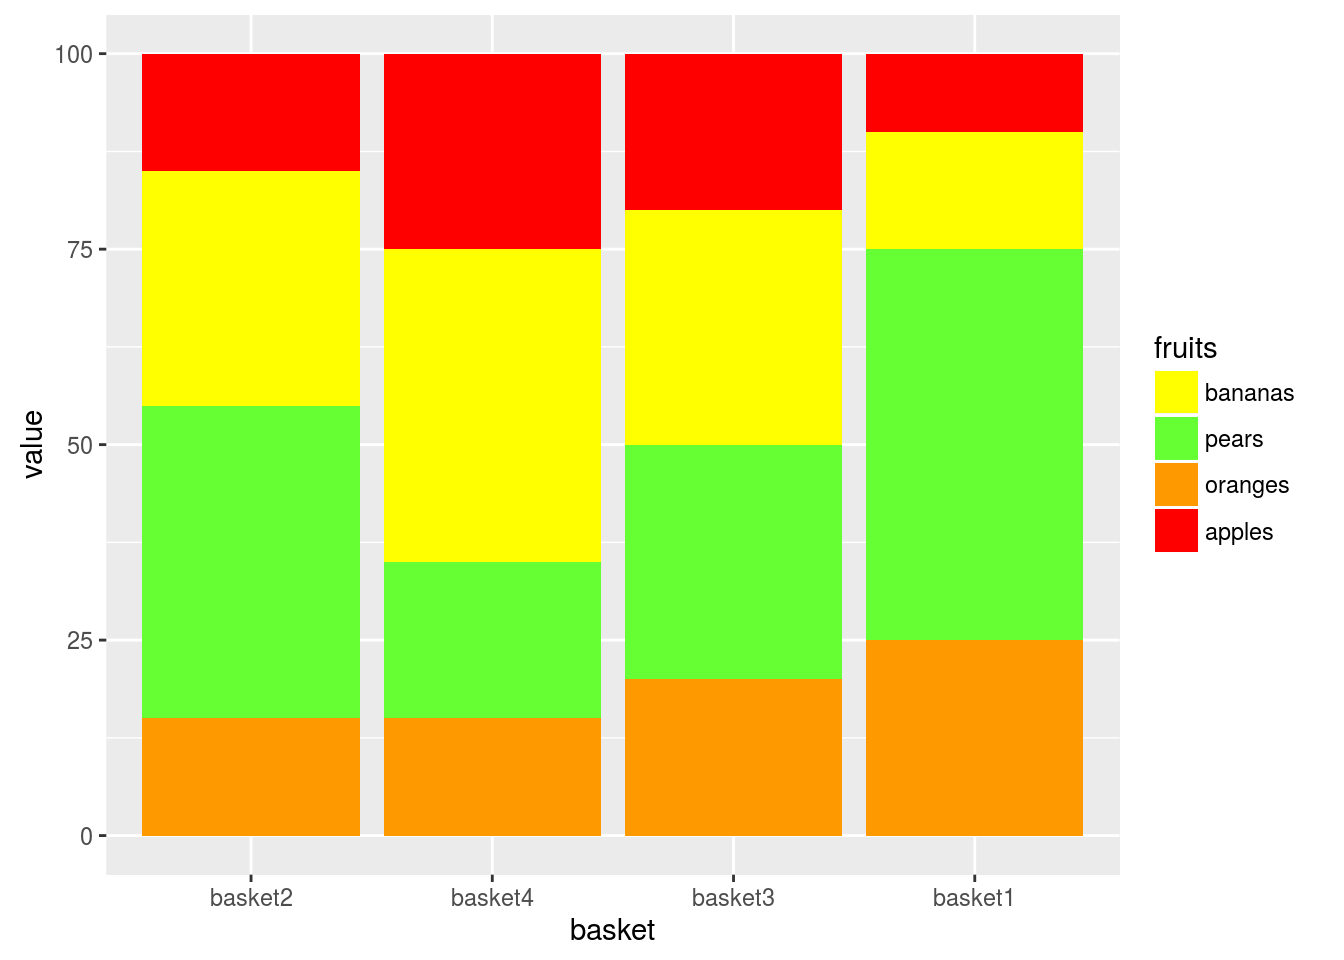 100
75
50
25
0
value
basket2 basket4 basket3 basket1
basket
fruits
bananas
pears
oranges
apples